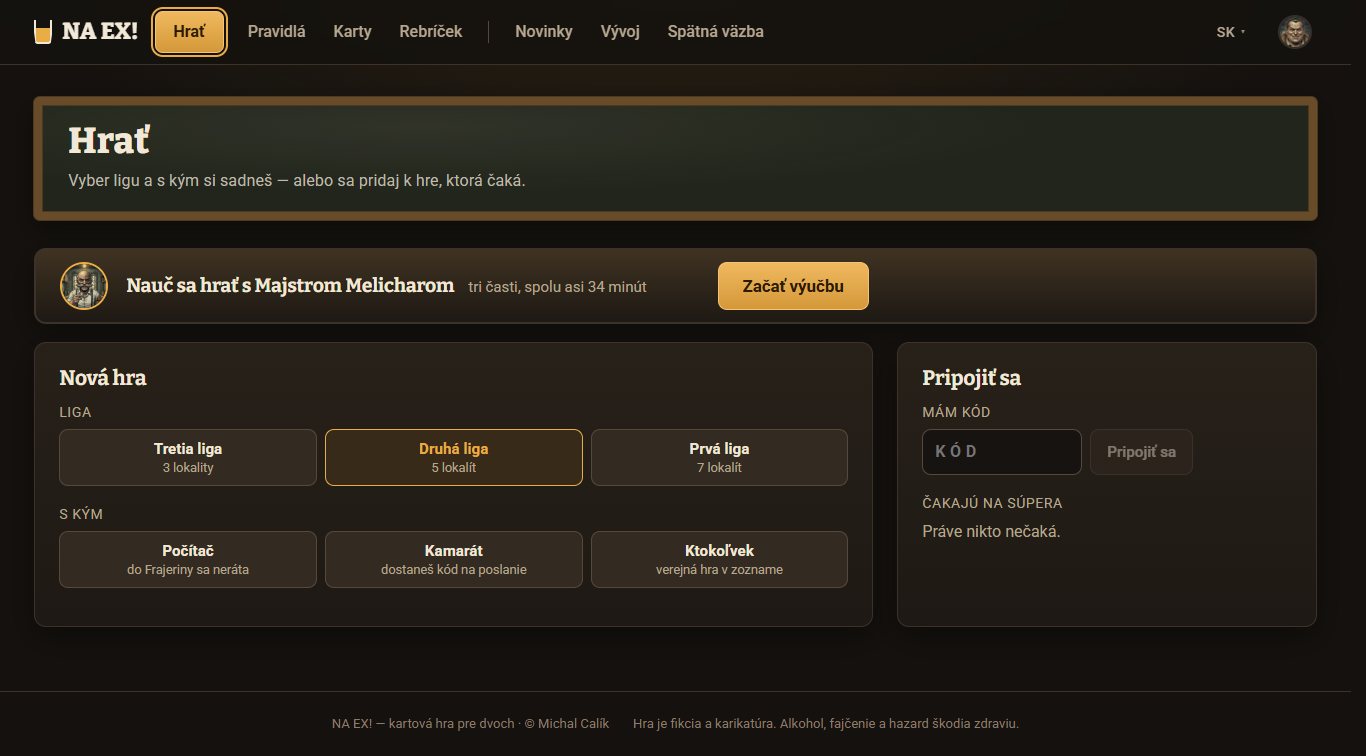 NA EX! Hrať Pravidlá Karty Rebríček Novinky Vývoj Spätná väzba SK
Hrať
Vyber ligu a s kým si sadneš — alebo sa pridaj k hre, ktorá čaká.
Nauč sa hrať s Majstrom Melicharom tri časti, spolu asi 34 minút Začať výučbu
Nová hra
LIGA
Tretia liga
3 lokality
Druhá liga
5 lokalít
Prvá liga
7 lokalít
S KÝM
Počítač
do Frajeriny sa neráta
Kamarát
dostaneš kód na poslanie
Ktokoľvek
verejná hra v zozname
Pripojiť sa
MÁM KÓD
KÓD Pripojiť sa
ČAKAJÚ NA SÚPERA
Práve nikto nečaká.
NA EX! — kartová hra pre dvoch · © Michal Calík Hra je fikcia a karikatúra. Alkohol, fajčenie a hazard škodia zdraviu.